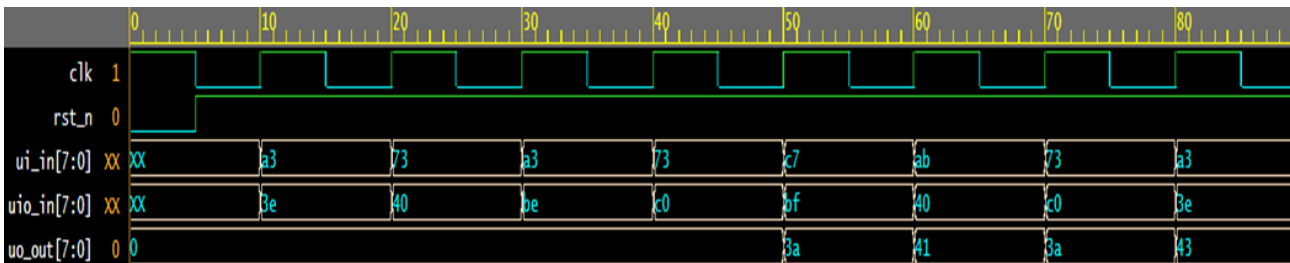 0 10 20 30 40 50 60 70 80
clk 1
rst_n 0
ui_in[7:0] XX XX a3 73 a3 73 c7 ab 73 a3
uio_in[7:0] XX XX 3e 40 be c0 bf 40 c0 3e
uo_out[7:0] 0 0 3a 41 3a 43